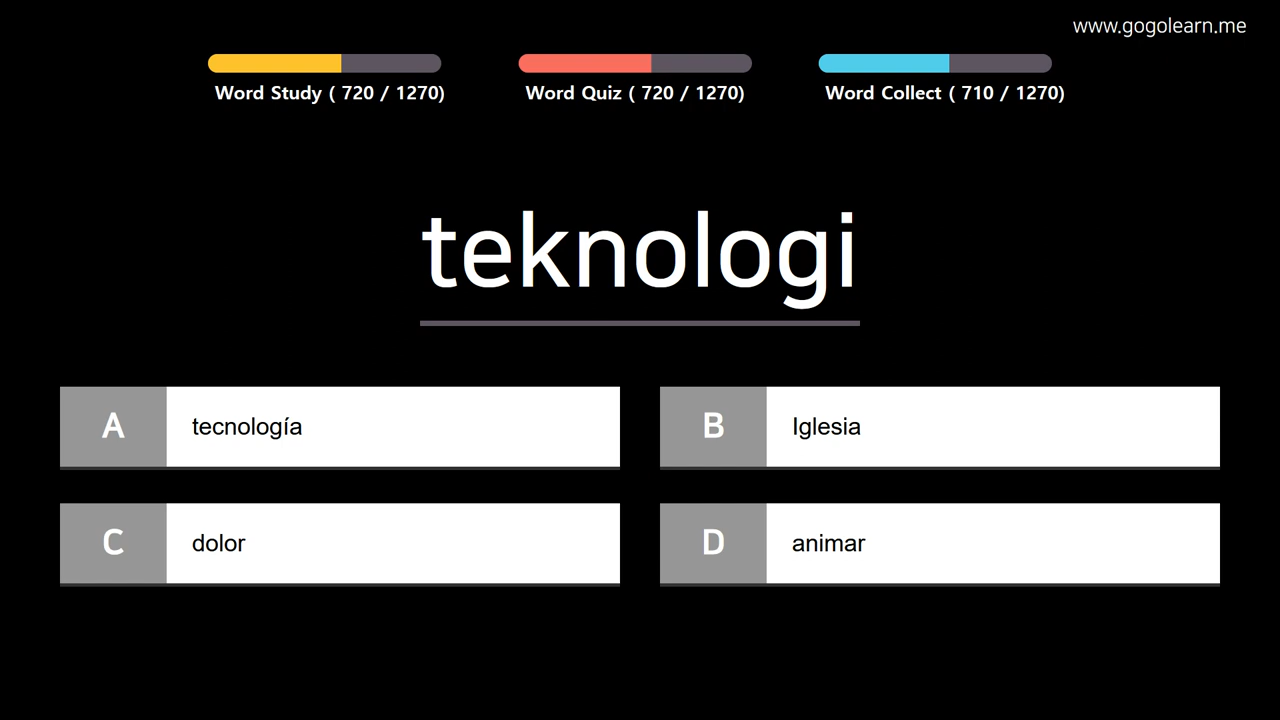 www.gogolearn.me
Word Study ( 720 / 1270)
Word Quiz ( 720 / 1270)
Word Collect ( 710 / 1270)
teknologi
A tecnología
B Iglesia
C dolor
D animar